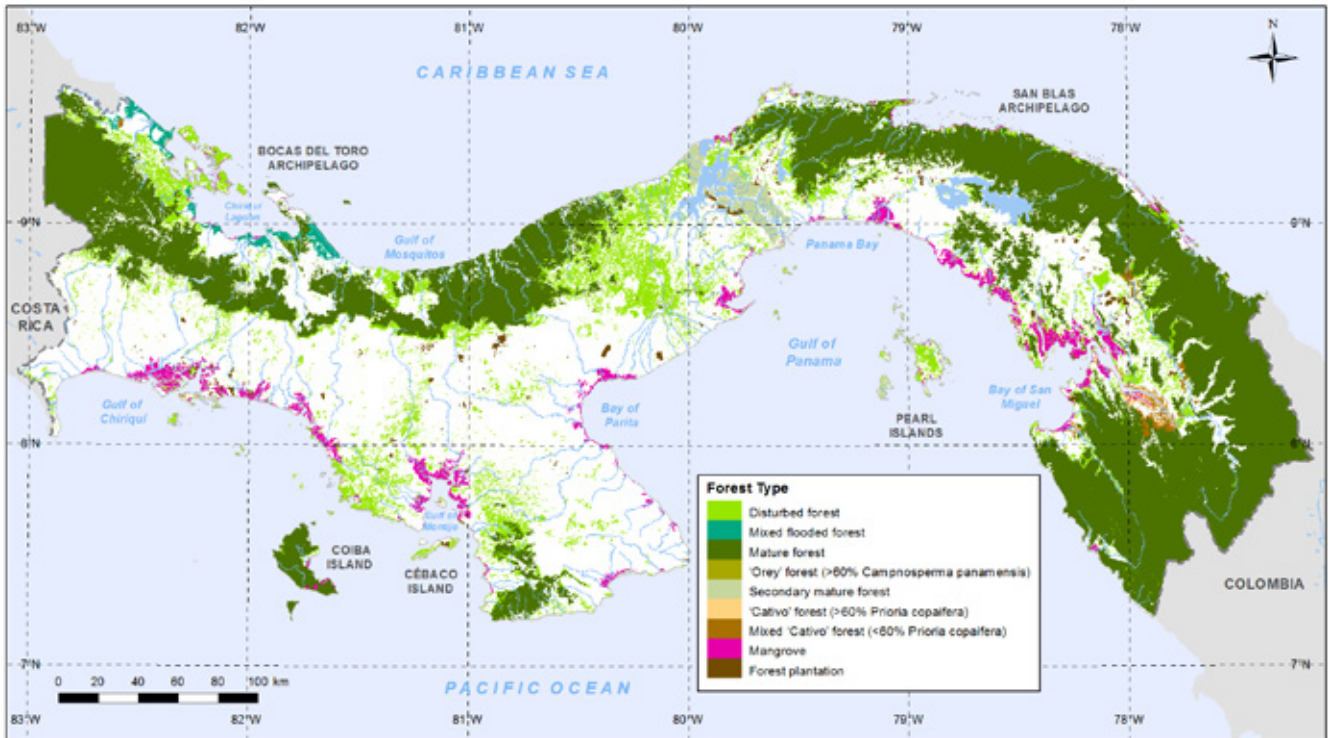 83°W
82°W
81°W
80°W
79°W
78°W
N
CARIBBEAN SEA
SAN BLAS
ARCHIPELAGO
BOCAS DEL TORO
ARCHIPELAGO
Chiriquí
Lagoon
9°N
9°N
Gulf of
Mosquitos
Panama Bay
COSTA
RICA
Gulf of
Panama
Gulf of
Chiriquí
Bay of
Parita
Bay of San
Miguel
PEARL
ISLANDS
8°N
8°N
Gulf of
Montijo
COIBA
ISLAND
CÉBACO
ISLAND
COLOMBIA
Forest Type
Disturbed forest
Mixed flooded forest
Mature forest
'Orey' forest (>60% Campnosperma panamensis)
Secondary mature forest
'Cativo' forest (>60% Prioria copaifera)
Mixed 'Cativo' forest (<60% Prioria copaifera)
Mangrove
Forest plantation
7°N
7°N
0 20 40 60 80 100 km
PACIFIC OCEAN
83°W
82°W
81°W
80°W
79°W
78°W